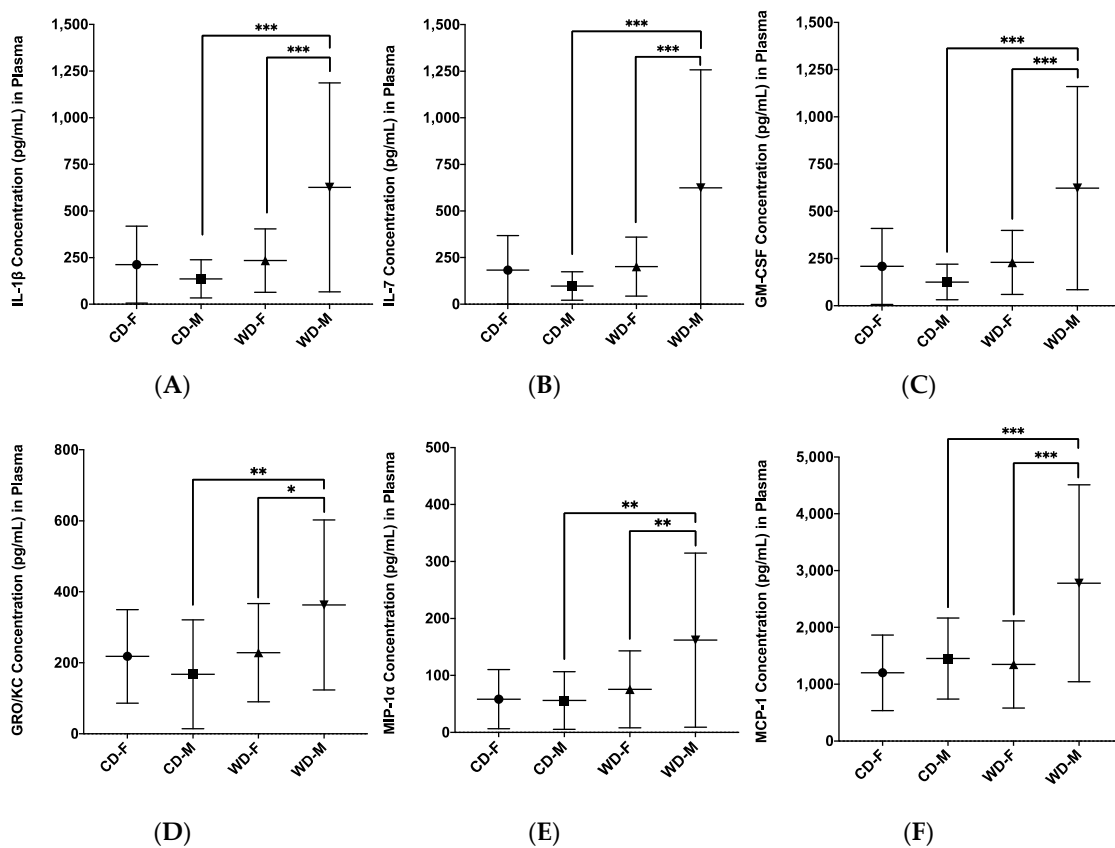 IL-1β Concentration (pg/mL) in Plasma
1,500
1,250
1,000
750
500
250
0
***
***
CD-F
CD-M
WD-F
WD-M
(A)
IL-7 Concentration (pg/mL) in Plasma
1,500
1,250
1,000
750
500
250
0
***
***
CD-F
CD-M
WD-F
WD-M
(B)
GM-CSF Concentration (pg/mL) in Plasma
1,500
1,250
1,000
750
500
250
0
***
***
CD-F
CD-M
WD-F
WD-M
(C)
GRO/KC Concentration (pg/mL) in Plasma
800
600
400
200
0
**
*
CD-F
CD-M
WD-F
WD-M
(D)
MIP-1α Concentration (pg/mL) in Plasma
500
400
300
200
100
0
**
**
CD-F
CD-M
WD-F
WD-M
(E)
MCP-1 Concentration (pg/mL) in Plasma
5,000
4,000
3,000
2,000
1,000
0
***
***
CD-F
CD-M
WD-F
WD-M
(F)